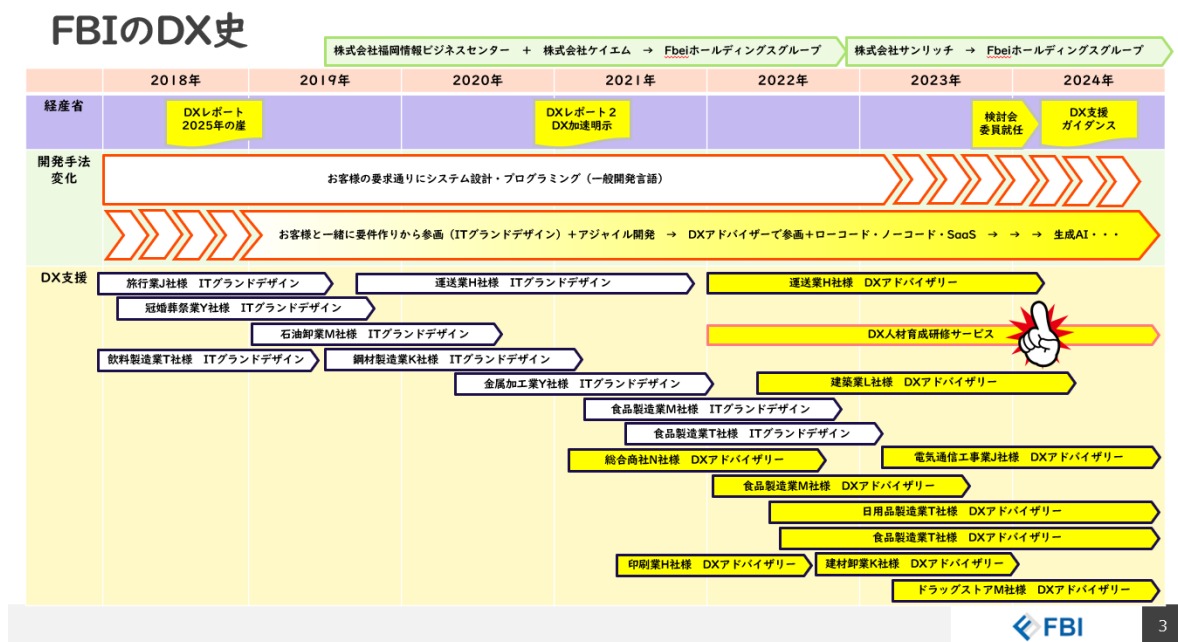 FBIのDX史
株式会社福岡情報ビジネスセンター ＋ 株式会社ケイエム → Fbeiホールディングスグループ
株式会社サンリッチ → Fbeiホールディングスグループ
2018年 2019年 2020年 2021年 2022年 2023年 2024年
経産省
DXレポート
2025年の崖
DXレポート２
DX加速明示
検討会
委員就任
DX支援
ガイダンス
開発手法
変化
お客様の要求通りにシステム設計・プログラミング（一般開発言語）
お客様と一緒に要件作りから参画（ITグランドデザイン）＋アジャイル開発 → DXアドバイザーで参画＋ローコード・ノーコード・SaaS → → → 生成AI・・・
DX支援
旅行業J社様 ITグランドデザイン
運送業H社様 ITグランドデザイン
運送業H社様 DXアドバイザリー
冠婚葬祭業Y社様 ITグランドデザイン
石油卸業M社様 ITグランドデザイン
DX人材育成研修サービス
飲料製造業T社様 ITグランドデザイン
鋼材製造業K社様 ITグランドデザイン
金属加工業Y社様 ITグランドデザイン
建築業L社様 DXアドバイザリー
食品製造業M社様 ITグランドデザイン
食品製造業T社様 ITグランドデザイン
総合商社N社様 DXアドバイザリー
電気通信工事業J社様 DXアドバイザリー
食品製造業M社様 DXアドバイザリー
日用品製造業T社様 DXアドバイザリー
食品製造業T社様 DXアドバイザリー
印刷業H社様 DXアドバイザリー
建材卸業K社様 DXアドバイザリー
ドラッグストアM社様 DXアドバイザリー
FBI
3